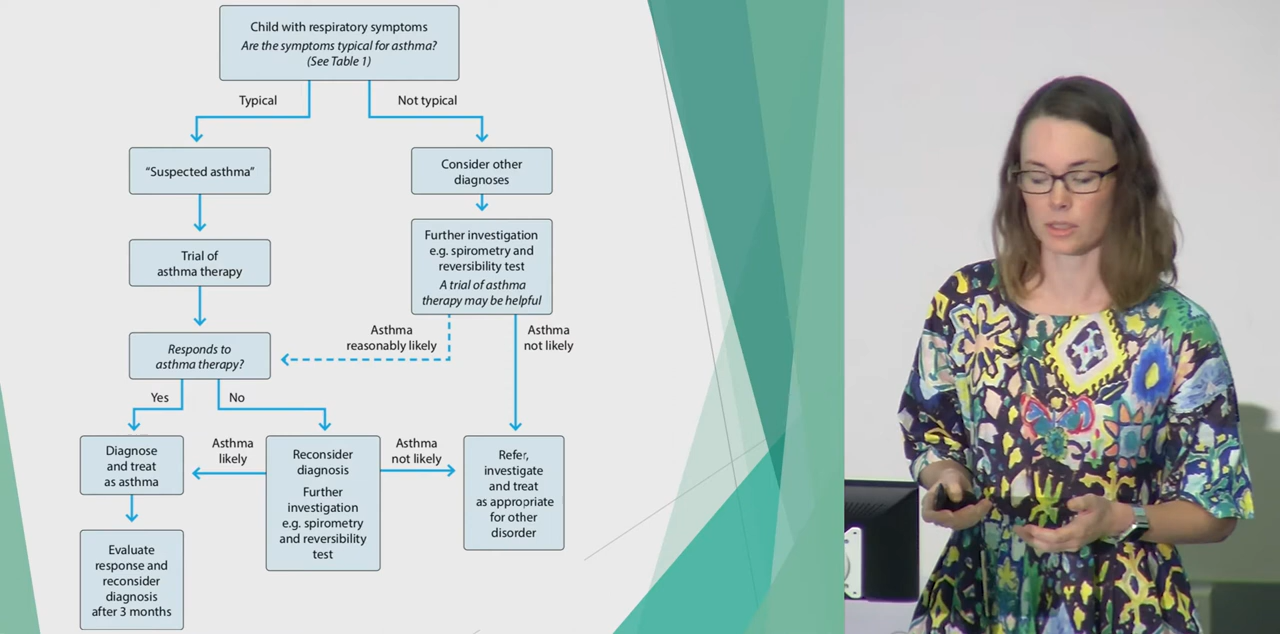 Child with respiratory symptoms
Are the symptoms typical for asthma?
(See Table 1)
Typical
Not typical
“Suspected asthma”
Consider other
diagnoses
Trial of
asthma therapy
Further investigation
e.g. spirometry and
reversibility test
A trial of asthma
therapy may be helpful
Asthma
reasonably likely
Asthma
not likely
Responds to
asthma therapy?
Yes
No
Diagnose
and treat
as asthma
Asthma
likely
Reconsider
diagnosis
Further
investigation
e.g. spirometry
and reversibility
test
Asthma
not likely
Refer,
investigate
and treat
as appropriate
for other
disorder
Evaluate
response and
reconsider
diagnosis
after 3 months